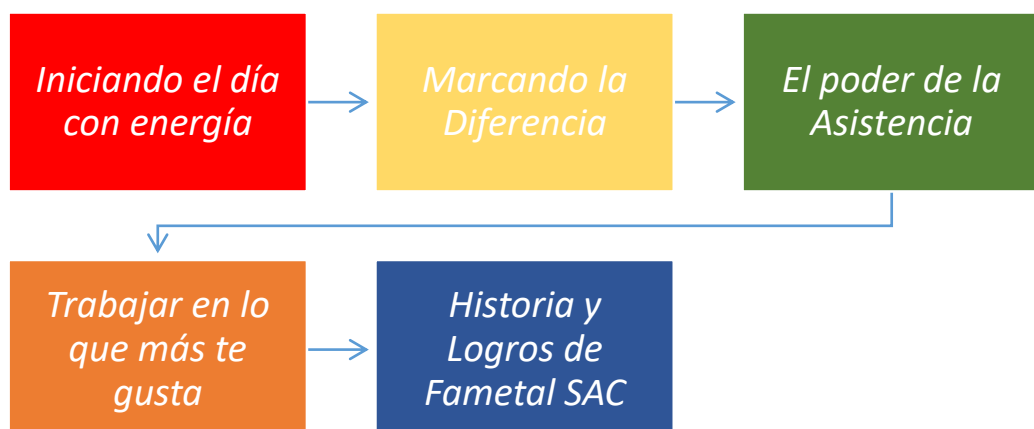 Iniciando el día
con energía
Marcando la
Diferencia
El poder de la
Asistencia
Trabajar en lo
que más te
gusta
Historia y
Logros de
Fametal SAC